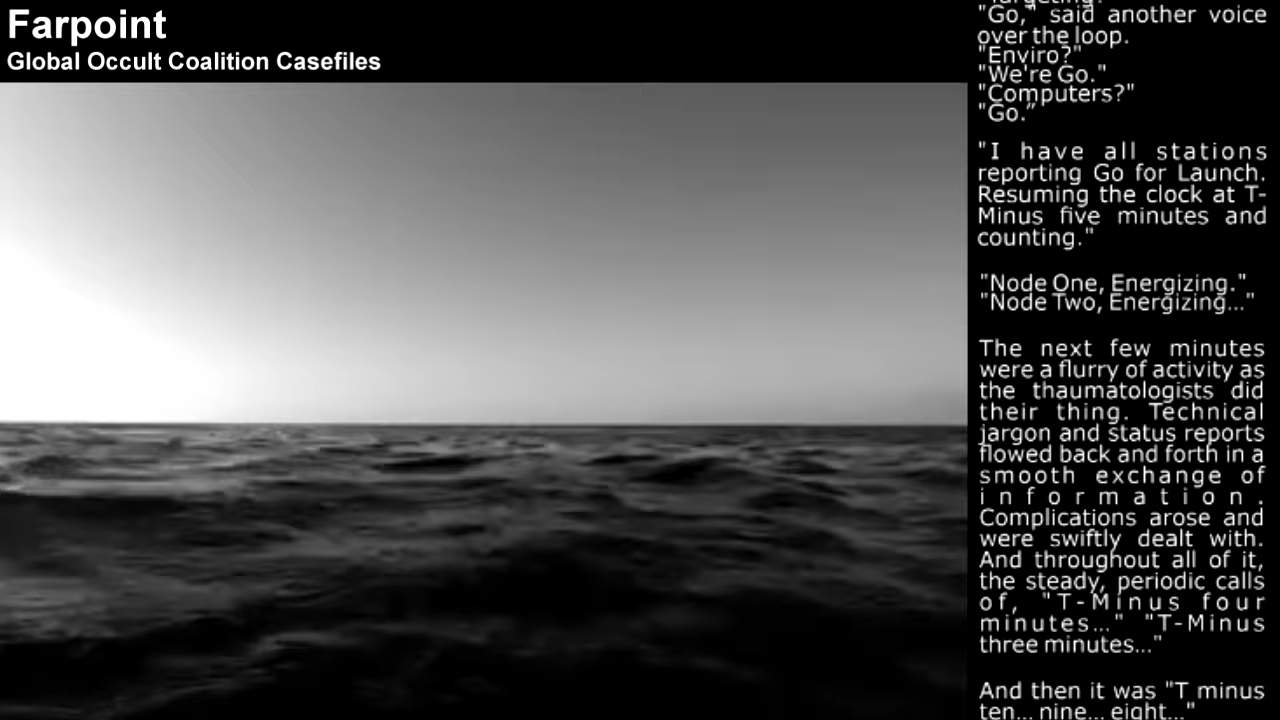 Farpoint
Global Occult Coalition Casefiles
"Targeting?"
"Go," said another voice
over the loop.
"Enviro?"
"We're Go."
"Computers?"
"Go."
"I have all stations
reporting Go for Launch.
Resuming the clock at T-
Minus five minutes and
counting."
"Node One, Energizing."
"Node Two, Energizing..."
The next few minutes
were a flurry of activity as
the thaumatologists did
their thing. Technical
jargon and status reports
flowed back and forth in a
smooth exchange of
information.
Complications arose and
were swiftly dealt with.
And throughout all of it,
the steady, periodic calls
of, "T-Minus four
minutes..." "T-Minus
three minutes..."
And then it was "T minus
ten... nine... eight..."